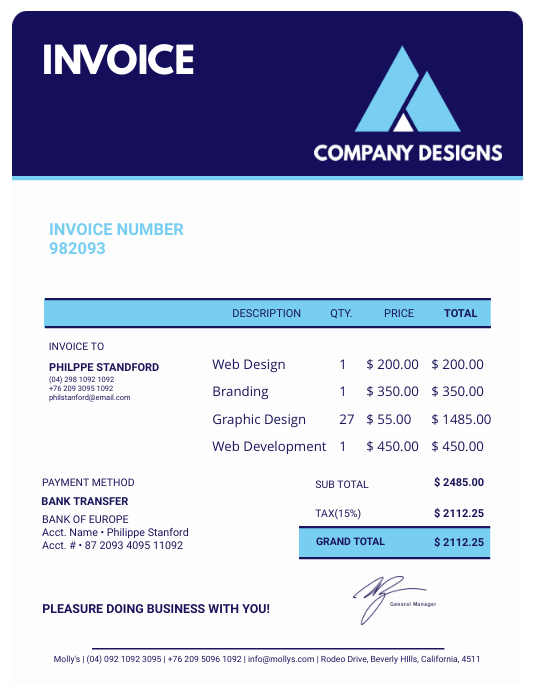 INVOICE
COMPANY DESIGNS
INVOICE NUMBER
982093
DESCRIPTION QTY. PRICE TOTAL
INVOICE TO
PHILPPE STANDFORD
(04) 298 1092 1092
+76 209 3095 1092
philstanford@email.com
Web Design 1 $ 200.00 $ 200.00
Branding 1 $ 350.00 $ 350.00
Graphic Design 27 $ 55.00 $ 1485.00
Web Development 1 $ 450.00 $ 450.00
PAYMENT METHOD
BANK TRANSFER
BANK OF EUROPE
Acct. Name • Philippe Stanford
Acct. # • 87 2093 4095 11092
SUB TOTAL $ 2485.00
TAX(15%) $ 2112.25
GRAND TOTAL $ 2112.25
General Manager
PLEASURE DOING BUSINESS WITH YOU!
Molly's | (04) 092 1092 3095 | +76 209 5096 1092 | info@mollys.com | Rodeo Drive, Beverly HIlls, California, 4511